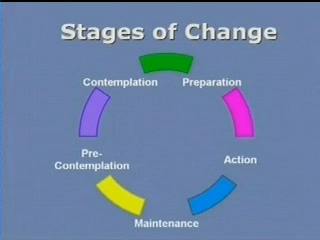 Stages of Change
Contemplation
Preparation
Pre-
Contemplation
Action
Maintenance